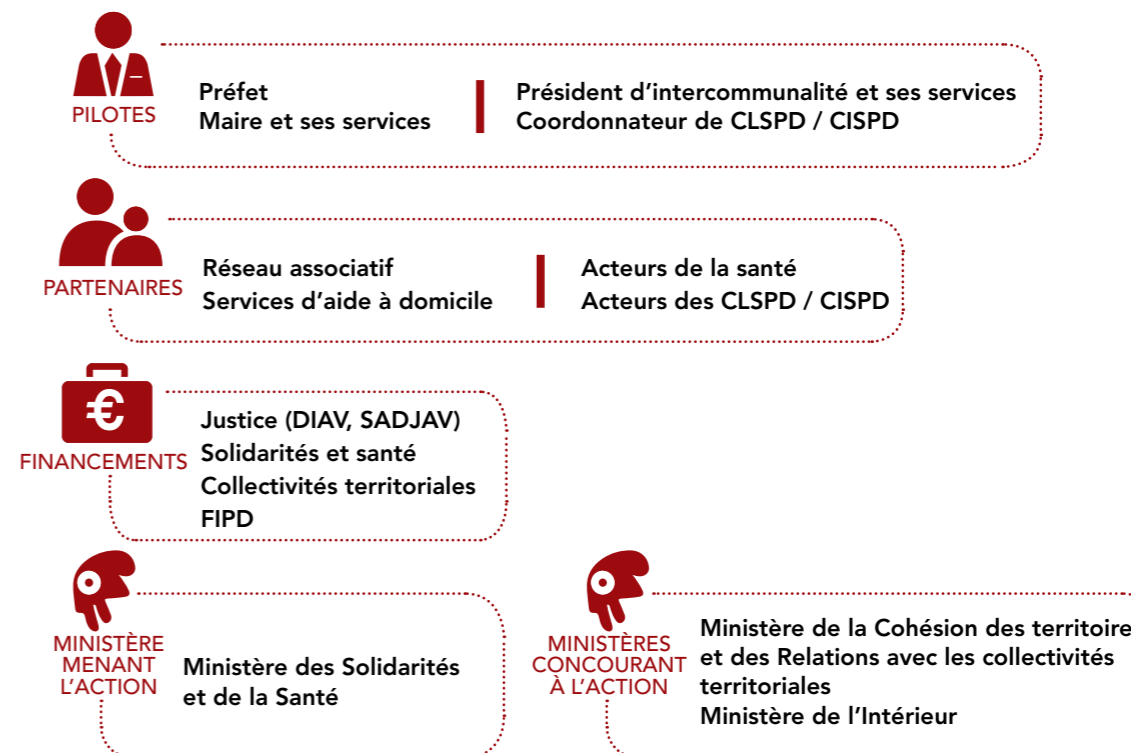 PILOTES
Préfet
Maire et ses services
Président d'intercommunalité et ses services
Coordonnateur de CLSPD / CISPD
PARTENAIRES
Réseau associatif
Services d'aide à domicile
Acteurs de la santé
Acteurs des CLSPD / CISPD
€
FINANCEMENTS
Justice (DIAV, SADJAV)
Solidarités et santé
Collectivités territoriales
FIPD
MINISTÈRE
MENANT
L'ACTION
Ministère des Solidarités
et de la Santé
MINISTÈRES
CONCOURANT
À L'ACTION
Ministère de la Cohésion des territoire
et des Relations avec les collectivités
territoriales
Ministère de l'Intérieur